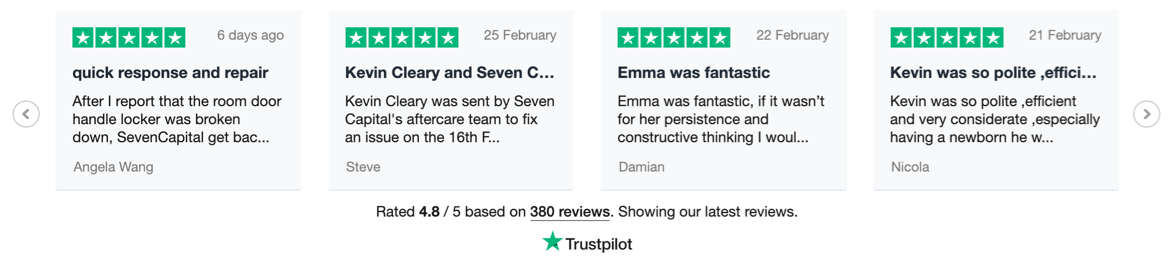 6 days ago
quick response and repair
After I report that the room door
handle locker was broken
down, SevenCapital get bac...
Angela Wang
25 February
Kevin Cleary and Seven C...
Kevin Cleary was sent by Seven
Capital's aftercare team to fix
an issue on the 16th F...
Steve
22 February
Emma was fantastic
Emma was fantastic, if it wasn't
for her persistence and
constructive thinking I woul...
Damian
21 February
Kevin was so polite ,effici...
Kevin was so polite ,efficient
and very considerate ,especially
having a newborn he w...
Nicola
Rated 4.8 / 5 based on 380 reviews. Showing our latest reviews.
Trustpilot